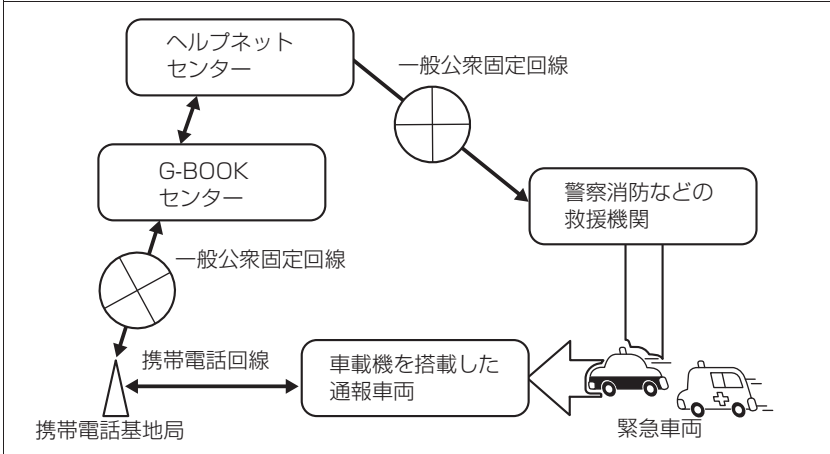 ヘルプネット
センター
一般公衆固定回線
G-BOOK
センター
警察消防などの
救援機関
一般公衆固定回線
携帯電話回線
車載機を搭載した
通報車両
携帯電話基地局
緊急車両